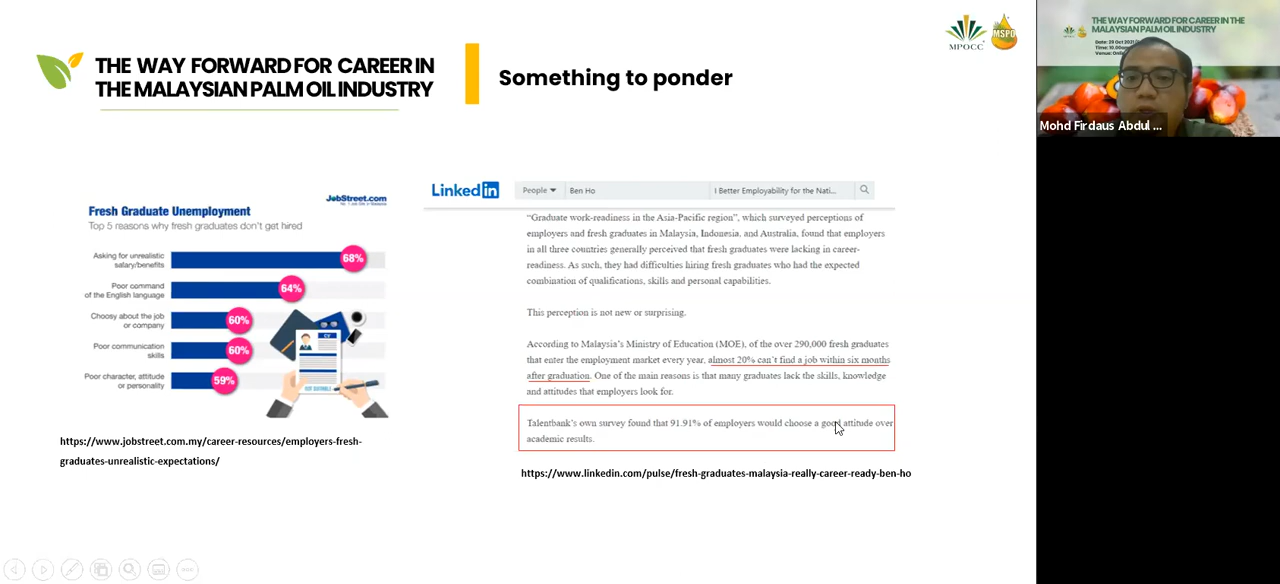 THE WAY FORWARD FOR CAREER IN
THE MALAYSIAN PALM OIL INDUSTRY
Something to ponder
MPOCC
MSPO
JobStreet.com
Fresh Graduate Unemployment
Top 5 reasons why fresh graduates don't get hired
Asking for unrealistic
salary/benefits
68%
Poor command
of the English language
64%
Choosy about the job
or company
60%
Poor communication
skills
60%
Poor character, attitude
or personality
59%
CV
https://www.jobstreet.com.my/career-resources/employers-fresh-
graduates-unrealistic-expectations/
LinkedIn
People
Ben Ho
I Better Employability for the Nati...
"Graduate work-readiness in the Asia-Pacific region", which surveyed perceptions of
employers and fresh graduates in Malaysia, Indonesia, and Australia, found that employers
in all three countries generally perceived that fresh graduates were lacking in career-
readiness. As such, they had difficulties hiring fresh graduates who had the expected
combination of qualifications, skills and personal capabilities.
This perception is not new or surprising.
According to Malaysia's Ministry of Education (MOE), of the over 290,000 fresh graduates
that enter the employment market every year, almost 20% can't find a job within six months
after graduation. One of the main reasons is that many graduates lack the skills, knowledge
and attitudes that employers look for.
Talentbank's own survey found that 91.91% of employers would choose a good attitude over
academic results.
https://www.linkedin.com/pulse/fresh-graduates-malaysia-really-career-ready-ben-ho
THE WAY FORWARD FOR CAREER IN THE
MALAYSIAN PALM OIL INDUSTRY
Date: 29 Oct 2021
Time: 10.00am
Venue:
Mohd Firdaus Abdul ...